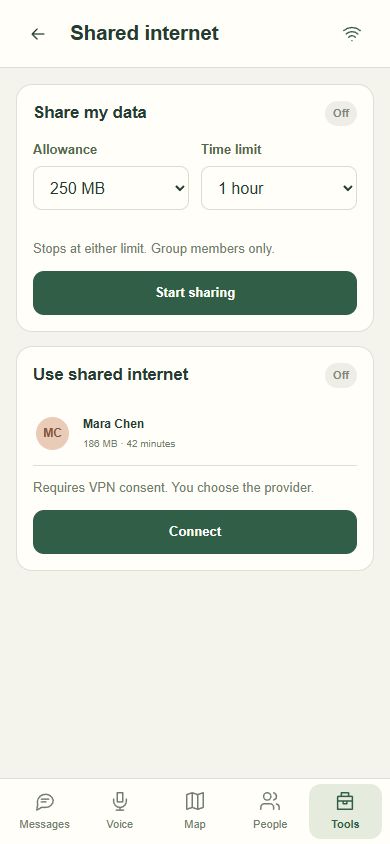 Shared internet
Share my data
Off
Allowance
Time limit
250 MB
1 hour
Stops at either limit. Group members only.
Start sharing
Use shared internet
Off
MC
Mara Chen
186 MB · 42 minutes
Requires VPN consent. You choose the provider.
Connect
Messages
Voice
Map
People
Tools